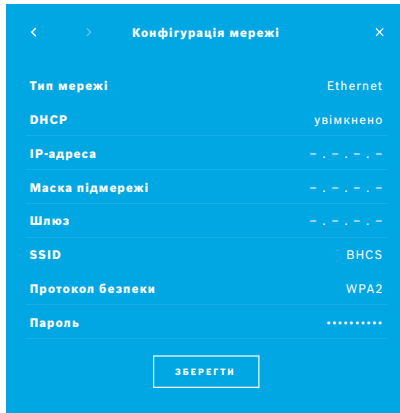 Конфігурація мережі
Тип мережі Ethernet
DHCP увімкнено
IP-адреса – . – . – . –
Маска підмережі – . – . – . –
Шлюз – . – . – . –
SSID BHCS
Протокол безпеки WPA2
Пароль ••••••••••
ЗБЕРЕГТИ